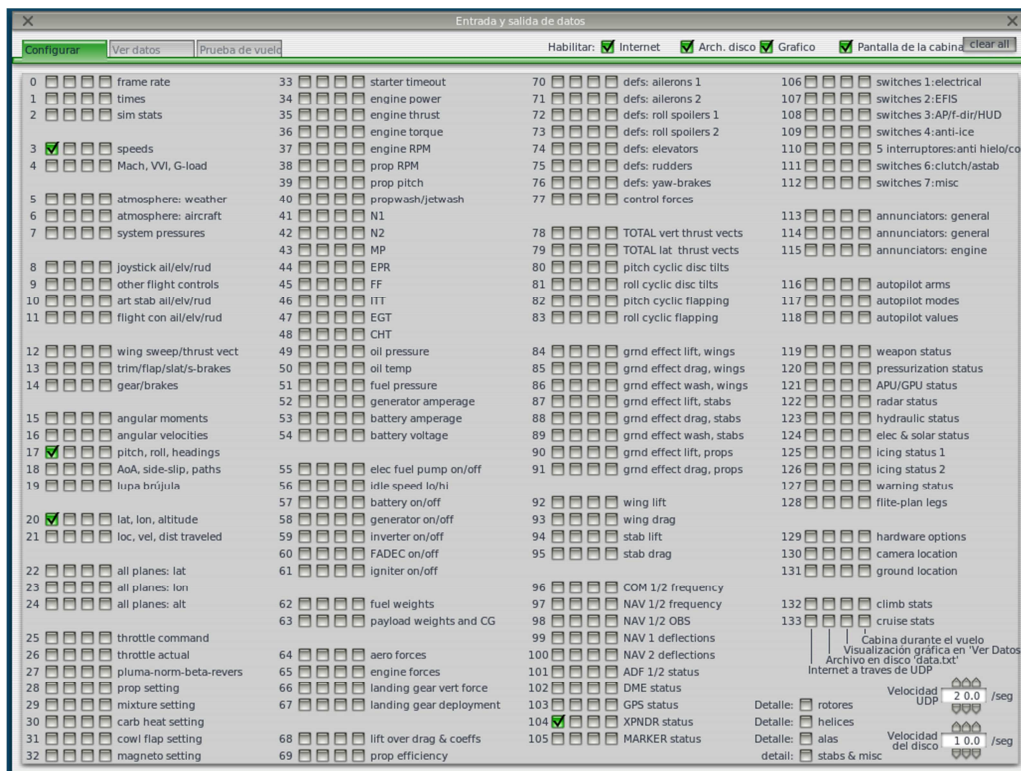 Entrada y salida de datos
Configurar
Ver datos
Prueba de vuelo
Habilitar: Internet Arch. disco Grafico Pantalla de la cabina
clear all
0 frame rate
1 times
2 sim stats
3 speeds
4 Mach, VVI, G-load
5 atmosphere: weather
6 atmosphere: aircraft
7 system pressures
8 joystick ail/elv/rud
9 other flight controls
10 art stab ail/elv/rud
11 flight con ail/elv/rud
12 wing sweep/thrust vect
13 trim/flap/slat/s-brakes
14 gear/brakes
15 angular moments
16 angular velocities
17 pitch, roll, headings
18 AoA, side-slip, paths
19 lupa brújula
20 lat, lon, altitude
21 loc, vel, dist traveled
22 all planes: lat
23 all planes: lon
24 all planes: alt
25 throttle command
26 throttle actual
27 pluma-norm-beta-revers
28 prop setting
29 mixture setting
30 carb heat setting
31 cowl flap setting
32 magneto setting
33 starter timeout
34 engine power
35 engine thrust
36 engine torque
37 engine RPM
38 prop RPM
39 prop pitch
40 propwash/jetwash
41 N1
42 N2
43 MP
44 EPR
45 FF
46 ITT
47 EGT
48 CHT
49 oil pressure
50 oil temp
51 fuel pressure
52 generator amperage
53 battery amperage
54 battery voltage
55 elec fuel pump on/off
56 idle speed lo/hi
57 battery on/off
58 generator on/off
59 inverter on/off
60 FADEC on/off
61 igniter on/off
62 fuel weights
63 payload weights and CG
64 aero forces
65 engine forces
66 landing gear vert force
67 landing gear deployment
68 lift over drag & coeffs
69 prop efficiency
70 defs: ailerons 1
71 defs: ailerons 2
72 defs: roll spoilers 1
73 defs: roll spoilers 2
74 defs: elevators
75 defs: rudders
76 defs: yaw-brakes
77 control forces
78 TOTAL vert thrust vects
79 TOTAL lat thrust vects
80 pitch cyclic disc tilts
81 roll cyclic disc tilts
82 pitch cyclic flapping
83 roll cyclic flapping
84 grnd effect lift, wings
85 grnd effect drag, wings
86 grnd effect wash, wings
87 grnd effect lift, stabs
88 grnd effect drag, stabs
89 grnd effect wash, stabs
90 grnd effect lift, props
91 grnd effect drag, props
92 wing lift
93 wing drag
94 stab lift
95 stab drag
96 COM 1/2 frequency
97 NAV 1/2 frequency
98 NAV 1/2 OBS
99 NAV 1 deflections
100 NAV 2 deflections
101 ADF 1/2 status
102 DME status
103 GPS status
104 XPNDR status
105 MARKER status
106 switches 1:electrical
107 switches 2:EFIS
108 switches 3:AP/f-dir/HUD
109 switches 4:anti-ice
110 5 interruptores:anti hielo/co
111 switches 6:clutch/astab
112 switches 7:misc
113 annunciators: general
114 annunciators: general
115 annunciators: engine
116 autopilot arms
117 autopilot modes
118 autopilot values
119 weapon status
120 pressurization status
121 APU/GPU status
122 radar status
123 hydraulic status
124 elec & solar status
125 icing status 1
126 icing status 2
127 warning status
128 flite-plan legs
129 hardware options
130 camera location
131 ground location
132 climb stats
133 cruise stats
Cabina durante el vuelo
Visualización gráfica en 'Ver Datos
Archivo en disco 'data.txt'
Internet a traves de UDP
Detalle: rotores
Detalle: helices
Detalle: alas
detail: stabs & misc
Velocidad
UDP
2 0.0 /seg
Velocidad
del disco
1 0.0 /seg